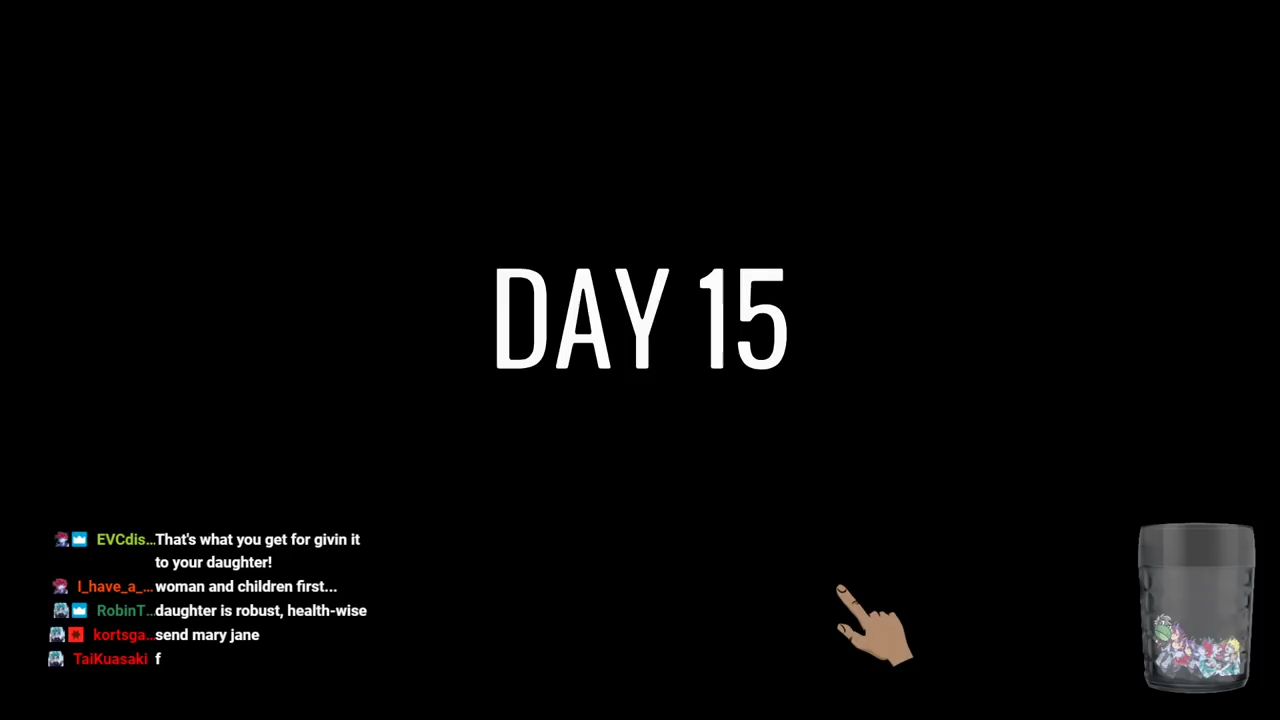 DAY 15
EVCdis... That's what you get for givin it
to your daughter!
I_have_a_... woman and children first...
RobinT... daughter is robust, health-wise
kortsga... send mary jane
TaiKuasaki f